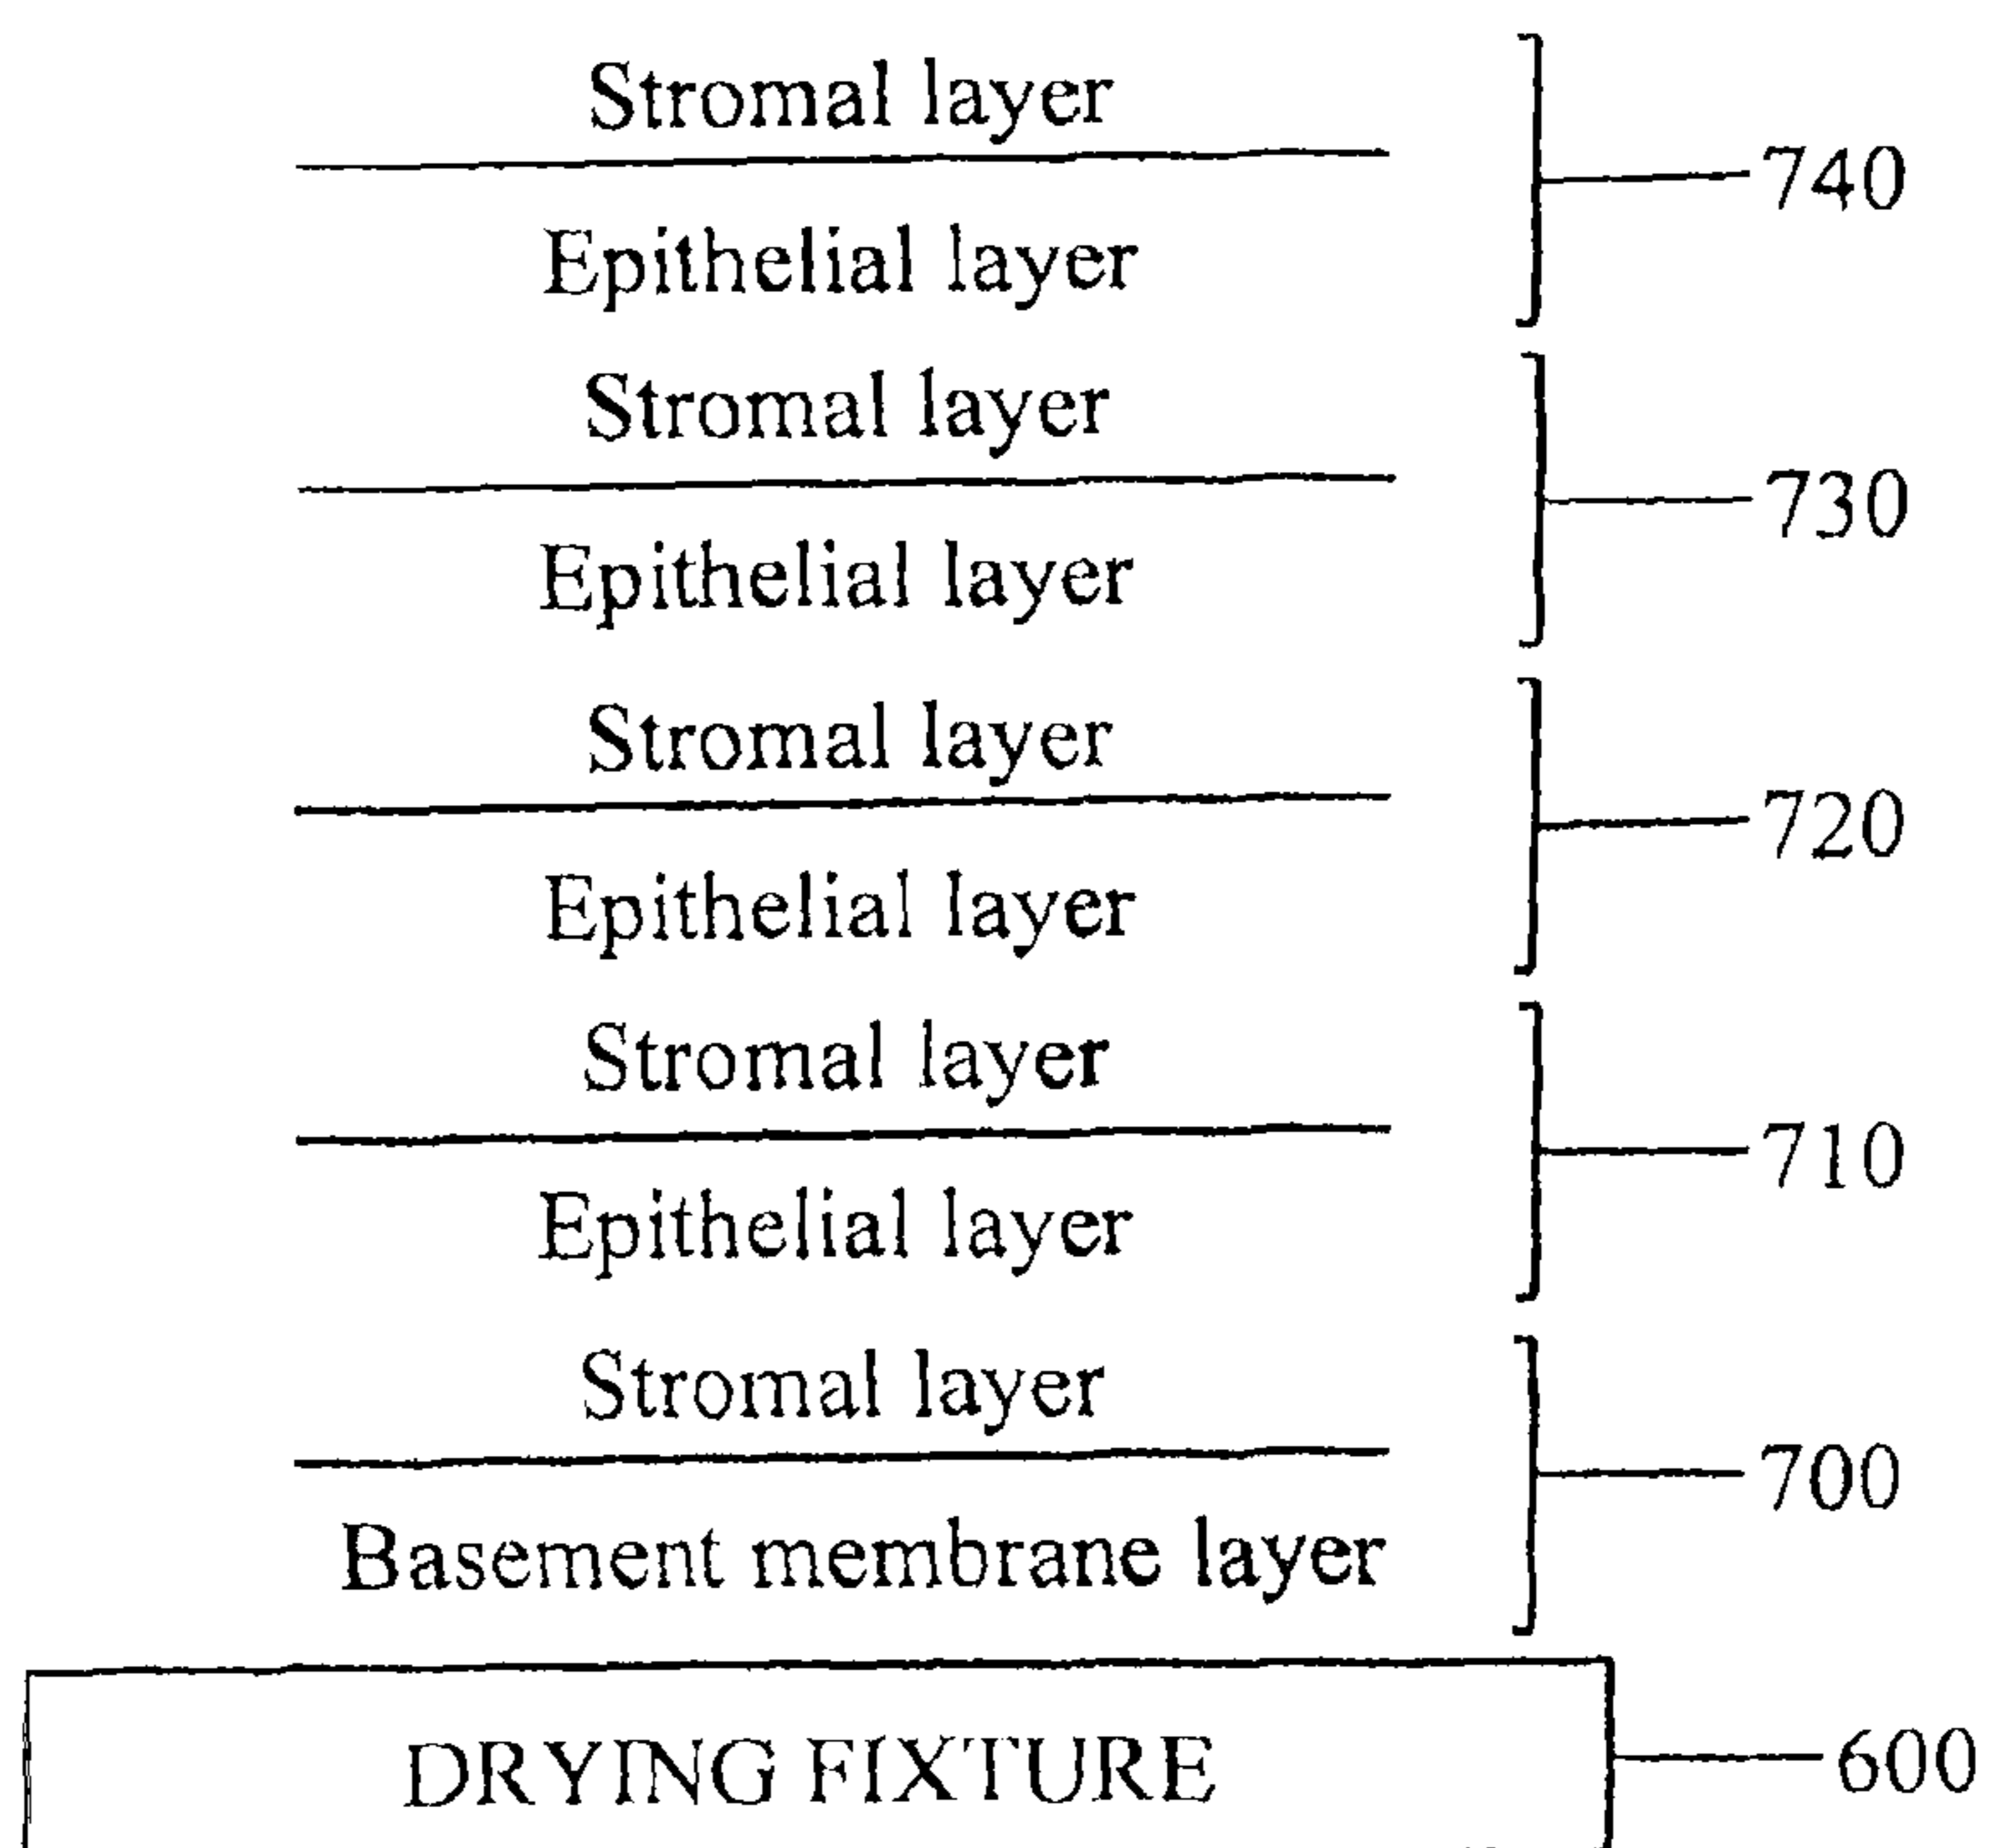 Stromal layer
740
Epithelial layer
Stromal layer
730
Epithelial layer
Stromal layer
720
Epithelial layer
Stromal layer
710
Epithelial layer
Stromal layer
700
Basement membrane layer
DRYING FIXTURE
600